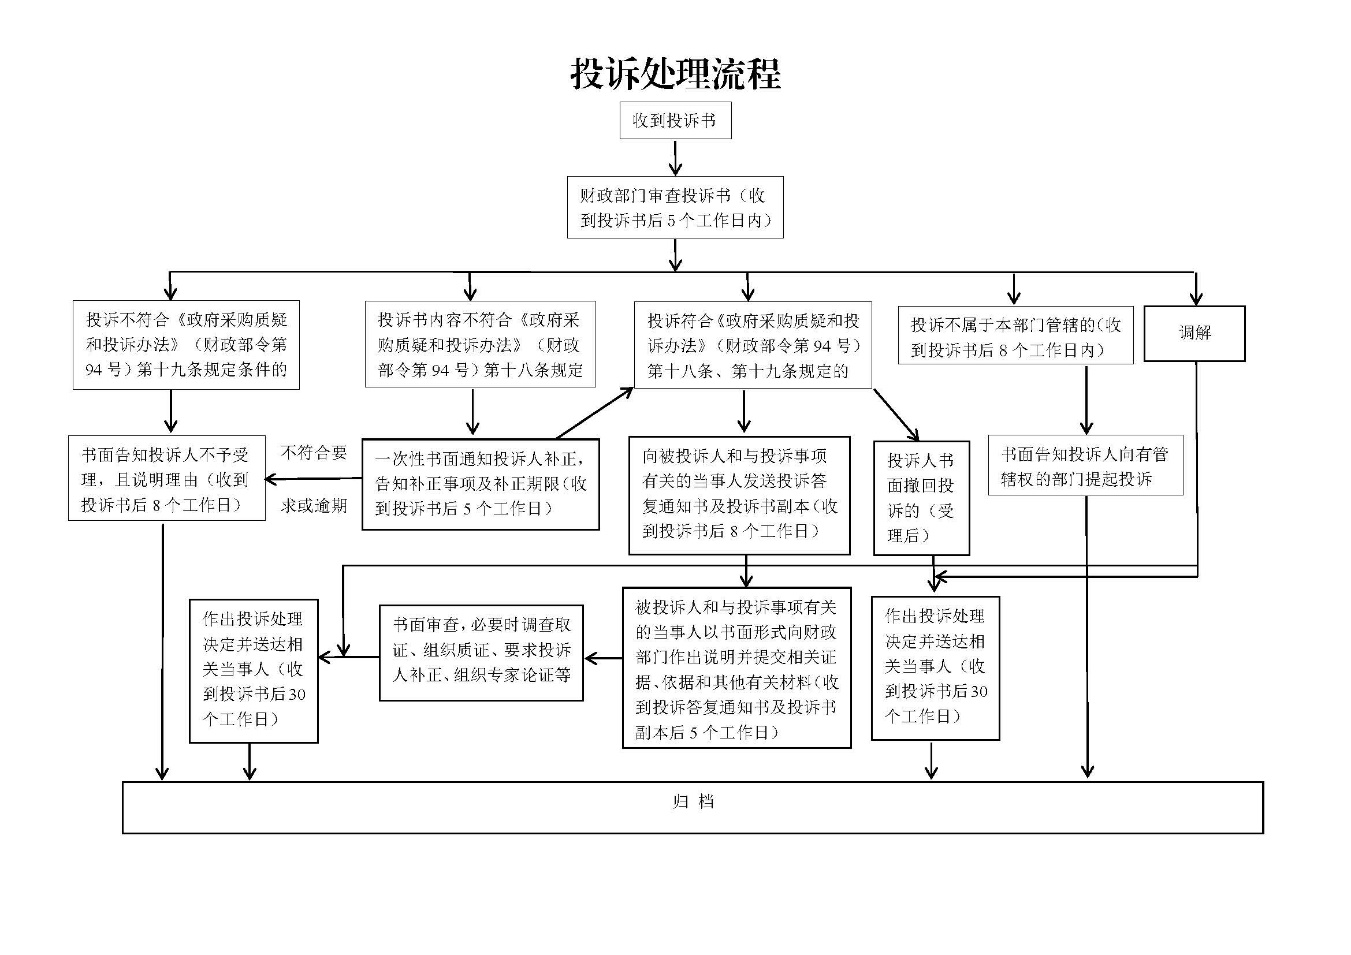 投诉处理流程
收到投诉书
财政部门审查投诉书（收
到投诉书后5个工作日内）
投诉不符合《政府采购质疑
和投诉办法》（财政部令第
94号）第十九条规定条件的
投诉书内容不符合《政府采
购质疑和投诉办法》（财政
部令第94号）第十八条规定
投诉符合《政府采购质疑和投
诉办法》（财政部令第94号）
第十八条、第十九条规定的
投诉不属于本部门管辖的（收
到投诉书后8个工作日内）
调解
书面告知投诉人不予受
理，且说明理由（收到
投诉书后8个工作日）
不符合要
求或逾期
一次性书面通知投诉人补正，
告知补正事项及补正期限（收
到投诉书后5个工作日）
向被投诉人和与投诉事项
有关的当事人发送投诉答
复通知书及投诉书副本（收
到投诉书后8个工作日）
投诉人书
面撤回投
诉的（受
理后）
书面告知投诉人向有管
辖权的部门提起投诉
作出投诉处理
决定并送达相
关当事人（收
到投诉书后30
个工作日）
书面审查，必要时调查取
证、组织质证、要求投诉
人补正、组织专家论证等
被投诉人和与投诉事项有关
的当事人以书面形式向财政
部门作出说明并提交相关证
据、依据和其他有关材料（收
到投诉答复通知书及投诉书
副本后5个工作日）
作出投诉处理
决定并送达相
关当事人（收
到投诉书后30
个工作日）
归 档